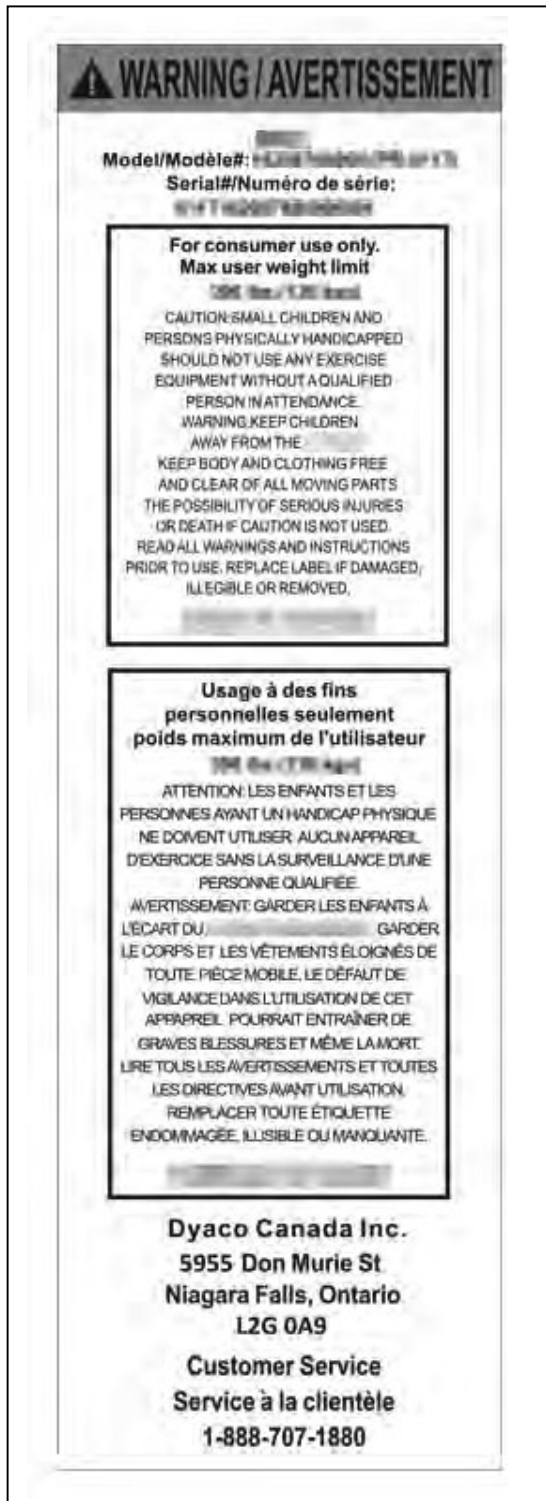 WARNING / AVERTISSEMENT
Model/Modèle#:
Serial#/Numéro de série:
For consumer use only.
Max user weight limit
CAUTION:SMALL CHILDREN AND
PERSONS PHYSICALLY HANDICAPPED
SHOULD NOT USE ANY EXERCISE
EQUIPMENT WITHOUT A QUALIFIED
PERSON IN ATTENDANCE.
WARNING:KEEP CHILDREN
AWAY FROM THE
KEEP BODY AND CLOTHING FREE
AND CLEAR OF ALL MOVING PARTS
THE POSSIBILITY OF SERIOUS INJURIES
OR DEATH IF CAUTION IS NOT USED.
READ ALL WARNINGS AND INSTRUCTIONS
PRIOR TO USE. REPLACE LABEL IF DAMAGED,
ILLEGIBLE OR REMOVED.
Usage à des fins
personnelles seulement
poids maximum de l'utilisateur
ATTENTION: LES ENFANTS ET LES
PERSONNES AYANT UN HANDICAP PHYSIQUE
NE DOIVENT UTILISER AUCUN APPAREIL
D'EXERCICE SANS LA SURVEILLANCE D'UNE
PERSONNE QUALIFIÉE.
AVERTISSEMENT: GARDER LES ENFANTS À
L'ÉCART DU GARDER
LE CORPS ET LES VÊTEMENTS ÉLOIGNÉS DE
TOUTE PIÈCE MOBILE, LE DÉFAUT DE
VIGILANCE DANS L'UTILISATION DE CET
APPAPREIL POURRAIT ENTRAÎNER DE
GRAVES BLESSURES ET MÊME LA MORT.
LIRE TOUS LES AVERTISSEMENTS ET TOUTES
LES DIRECTIVES AVANT UTILISATION.
REMPLACER TOUTE ÉTIQUETTE
ENDOMMAGÉE, ILLISIBLE OU MANQUANTE.
Dyaco Canada Inc.
5955 Don Murie St
Niagara Falls, Ontario
L2G 0A9
Customer Service
Service à la clientèle
1-888-707-1880